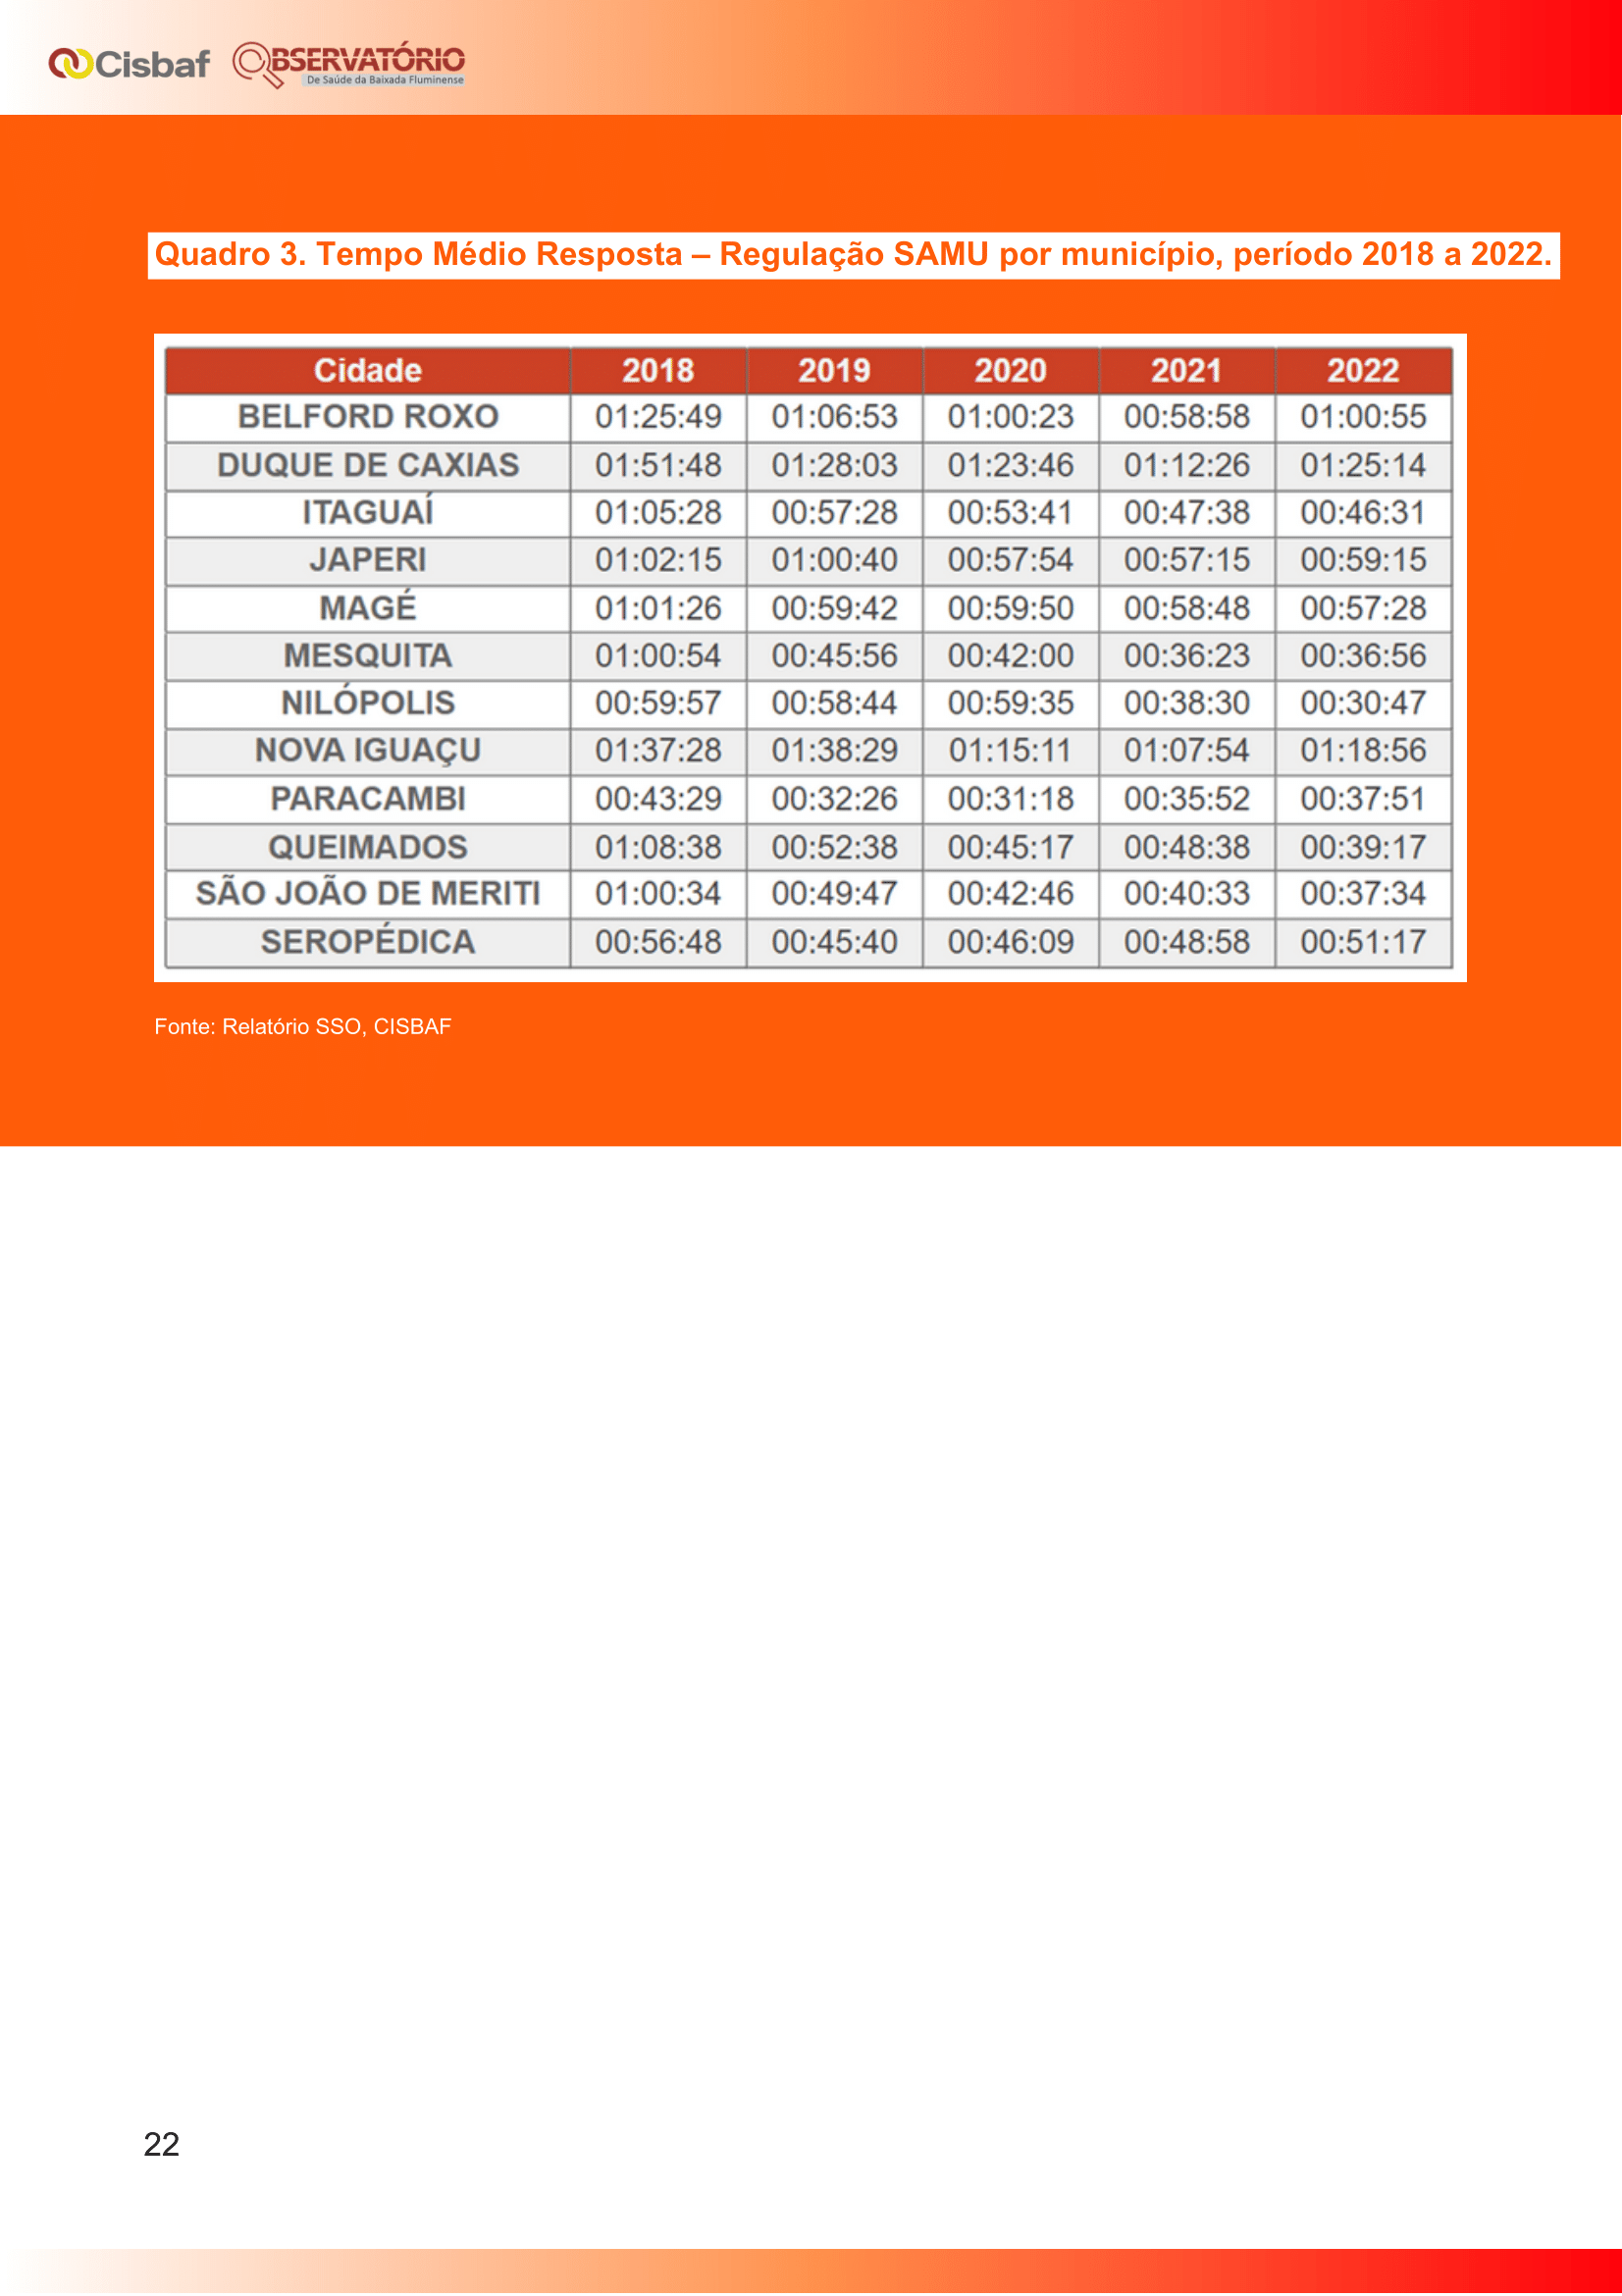 Cisbaf OBSERVATÓRIO
De Saúde da Baixada Fluminense
Quadro 3. Tempo Médio Resposta – Regulação SAMU por município, período 2018 a 2022.
Cidade 2018 2019 2020 2021 2022
BELFORD ROXO 01:25:49 01:06:53 01:00:23 00:58:58 01:00:55
DUQUE DE CAXIAS 01:51:48 01:28:03 01:23:46 01:12:26 01:25:14
ITAGUAÍ 01:05:28 00:57:28 00:53:41 00:47:38 00:46:31
JAPERI 01:02:15 01:00:40 00:57:54 00:57:15 00:59:15
MAGÉ 01:01:26 00:59:42 00:59:50 00:58:48 00:57:28
MESQUITA 01:00:54 00:45:56 00:42:00 00:36:23 00:36:56
NILÓPOLIS 00:59:57 00:58:44 00:59:35 00:38:30 00:30:47
NOVA IGUAÇU 01:37:28 01:38:29 01:15:11 01:07:54 01:18:56
PARACAMBI 00:43:29 00:32:26 00:31:18 00:35:52 00:37:51
QUEIMADOS 01:08:38 00:52:38 00:45:17 00:48:38 00:39:17
SÃO JOÃO DE MERITI 01:00:34 00:49:47 00:42:46 00:40:33 00:37:34
SEROPÉDICA 00:56:48 00:45:40 00:46:09 00:48:58 00:51:17
Fonte: Relatório SSO, CISBAF
22